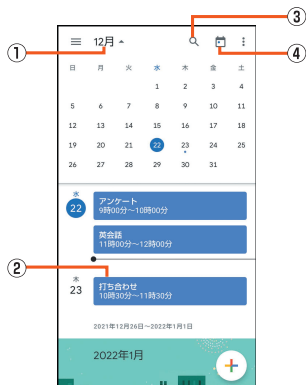 ③
① 12月
④
日 月 火 水 木 金 土
1 2 3 4
5 6 7 8 9 10 11
12 13 14 15 16 17 18
19 20 21 22 23 24 25
26 27 28 29 30 31
水
22
アンケート
9時00分～10時00分
英会話
11時00分～12時00分
②
木
23
打ち合わせ
10時30分～11時30分
2021年12月26日～2022年1月1日
2022年1月